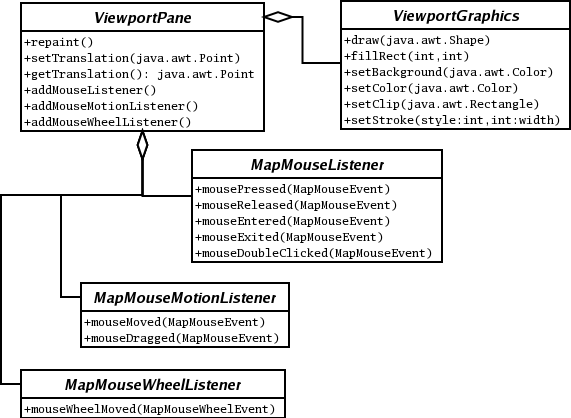 ViewportPane
+repaint()
+setTranslation(java.awt.Point)
+getTranslation(): java.awt.Point
+addMouseListener()
+addMouseMotionListener()
+addMouseWheelListener()
ViewportGraphics
+draw(java.awt.Shape)
+fillRect(int,int)
+setBackground(java.awt.Color)
+setColor(java.awt.Color)
+setClip(java.awt.Rectangle)
+setStroke(style:int,int:width)
MapMouseListener
+mousePressed(MapMouseEvent)
+mouseReleased(MapMouseEvent)
+mouseEntered(MapMouseEvent)
+mouseExited(MapMouseEvent)
+mouseDoubleClicked(MapMouseEvent)
MapMouseMotionListener
+mouseMoved(MapMouseEvent)
+mouseDragged(MapMouseEvent)
MapMouseWheelListener
+mouseWheelMoved(MapMouseWheelEvent)